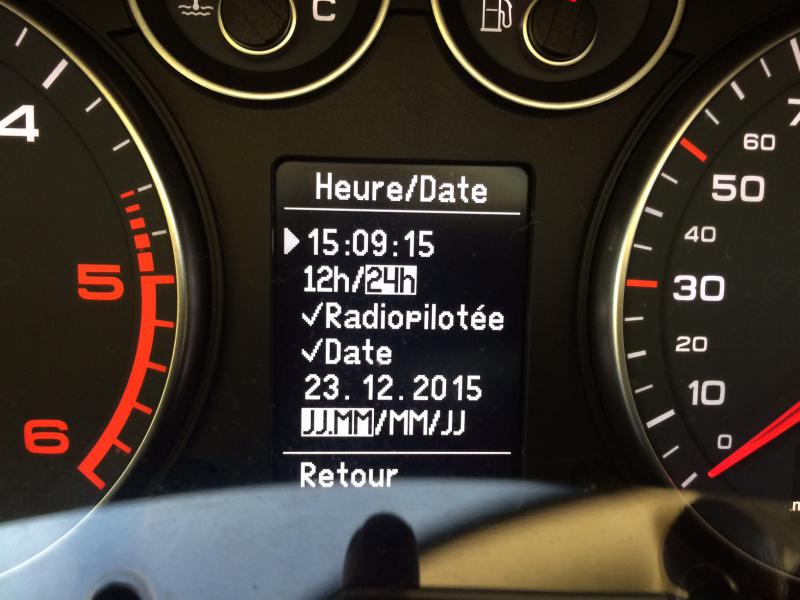 C
4
5
6
Heure/Date
15:09:15
12h/24h
✓Radiopilotée
✓Date
23.12.2015
JJ.MM/MM/JJ
Retour
60
50
40
30
20
10
0